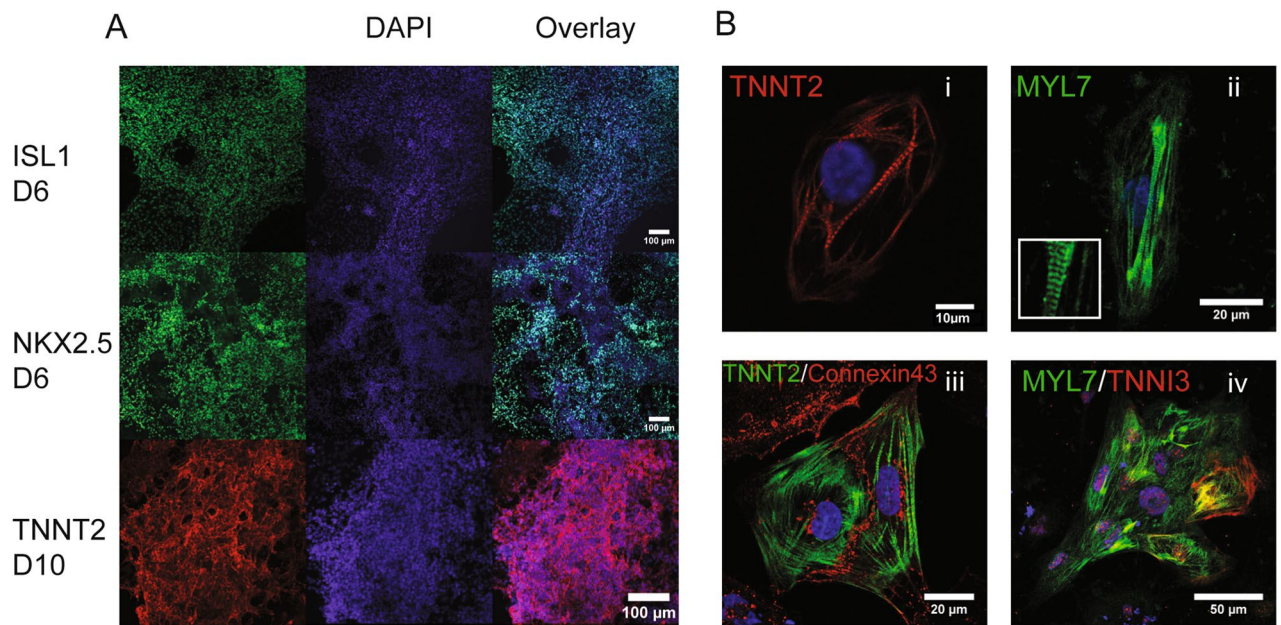 A
DAPI
Overlay
B
ISL1
D6
100 µm
NKX2.5
D6
100 µm
TNNT2
D10
100 µm
TNNT2
i
10µm
MYL7
ii
20 µm
TNNT2/Connexin43
iii
20 µm
MYL7/TNNI3
iv
50 µm